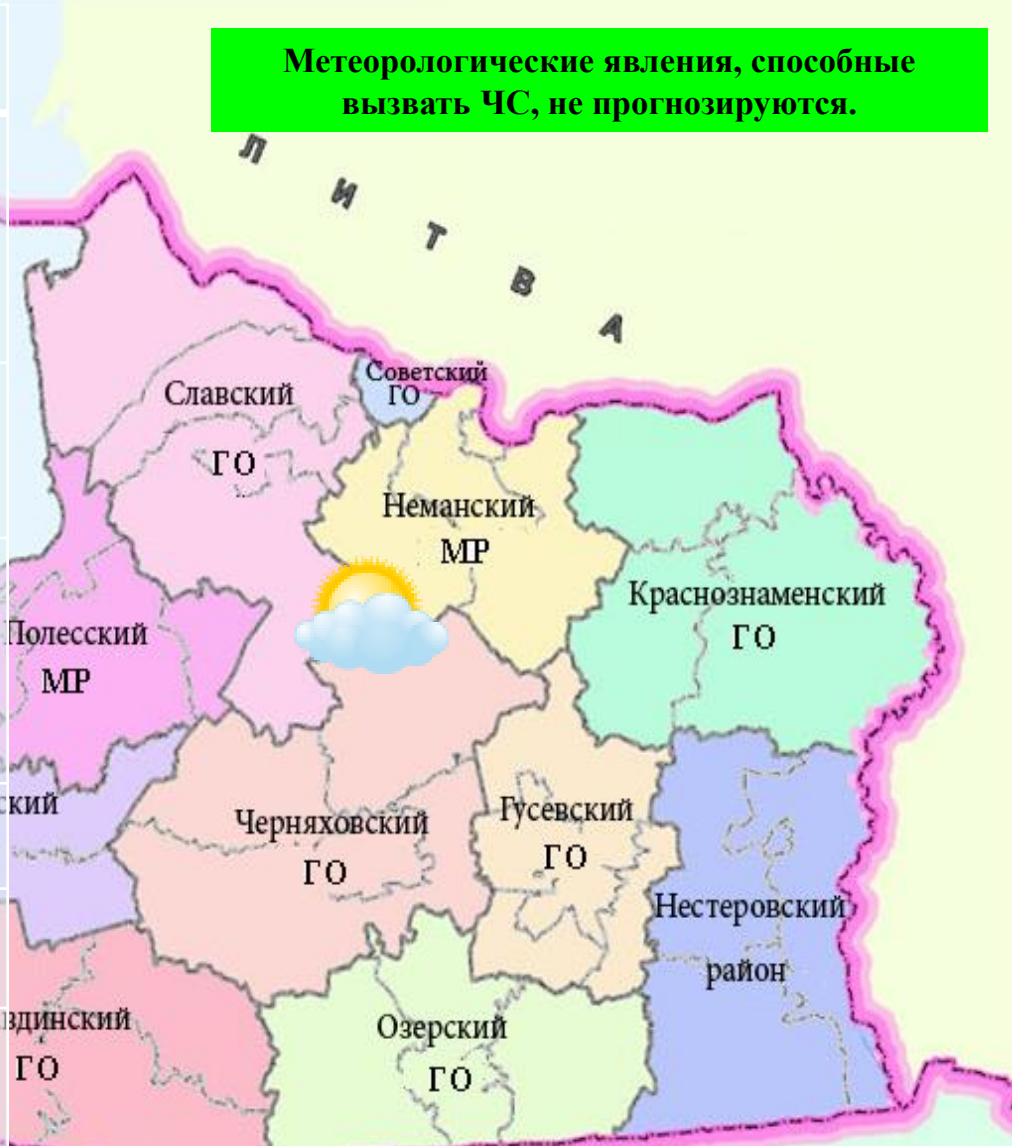 Метеорологические явления, способные
вызвать ЧС, не прогнозируются.
ЛИТВА
Советский
ГО
Славский
ГО
Неманский
МР
Краснознаменский
ГО
Полесский
МР
ский
Черняховский
ГО
Гусевский
ГО
Нестеровский
район
вдинский
ГО
Озерский
ГО